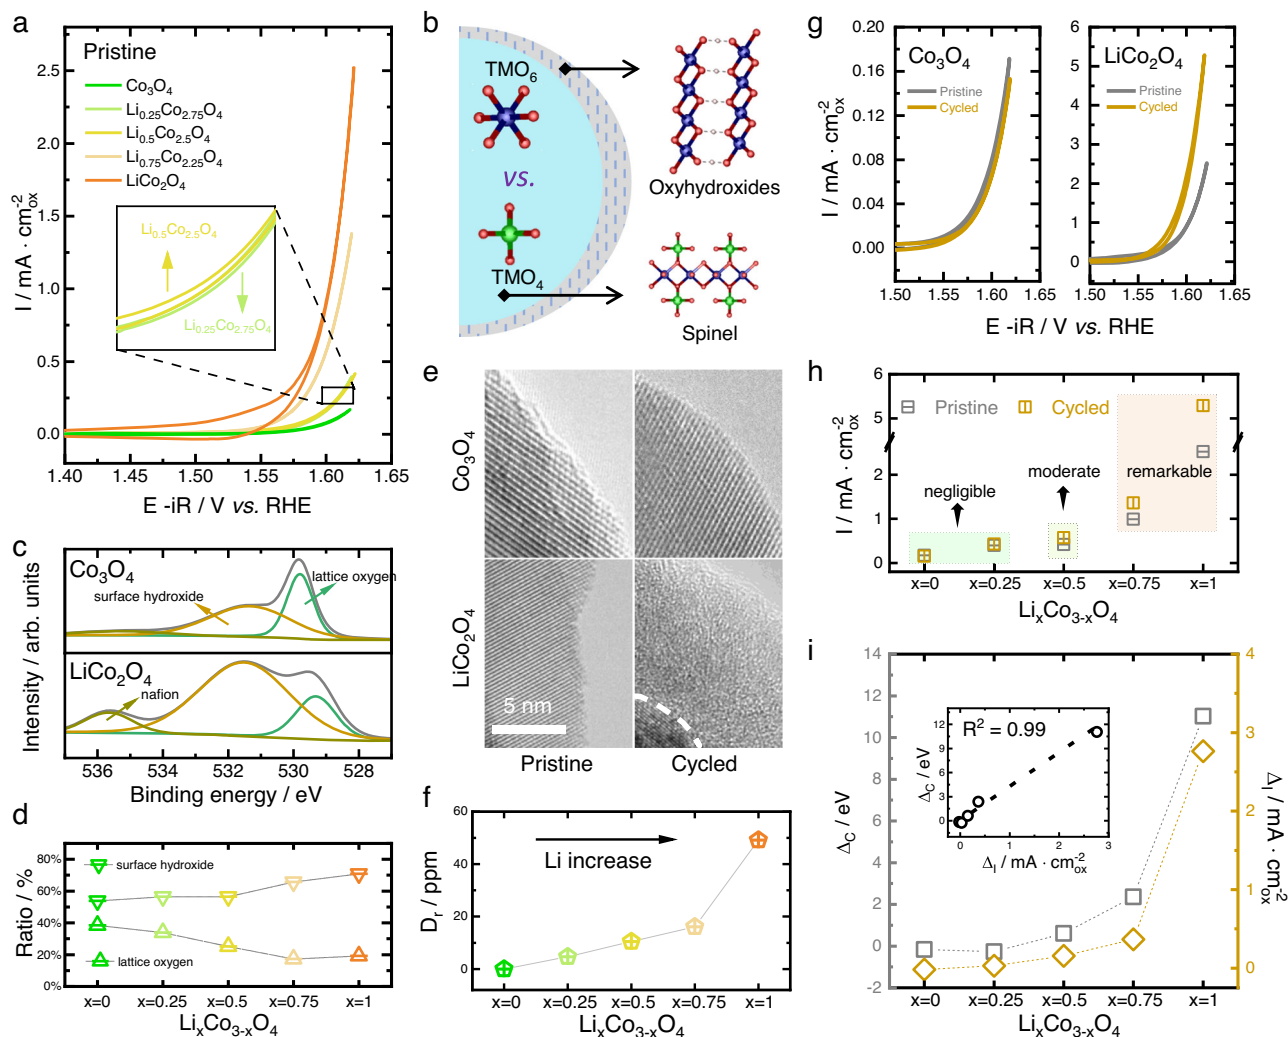 a
Pristine
Co3O4
Li0.25Co2.75O4
Li0.5Co2.5O4
Li0.75Co2.25O4
LiCo2O4
Li0.5Co2.5O4
Li0.25Co2.75O4
2.5
2.0
1.5
1.0
0.5
0.0
I / mA · cm-2ox
1.40 1.45 1.50 1.55 1.60 1.65
E -iR / V vs. RHE
b
TMO6
vs.
TMO4
Oxyhydroxides
Spinel
c
Co3O4
surface hydroxide
lattice oxygen
LiCo2O4
nafion
Intensity / arb. units
536 534 532 530 528
Binding energy / eV
d
80%
60%
40%
20%
0%
Ratio / %
surface hydroxide
lattice oxygen
x=0 x=0.25 x=0.5 x=0.75 x=1
LixCo3-xO4
e
Co3O4
LiCo2O4
5 nm
Pristine Cycled
f
60
40
20
0
Dr / ppm
Li increase
x=0 x=0.25 x=0.5 x=0.75 x=1
LixCo3-xO4
g
0.20
0.16
0.12
0.08
0.04
0.00
I / mA · cm-2ox
Co3O4
Pristine
Cycled
1.50 1.55 1.60 1.65
6
5
4
3
2
1
0
LiCo2O4
Pristine
Cycled
1.50 1.55 1.60 1.65
E -iR / V vs. RHE
h
6
5
2
1
0
I / mA · cm-2ox
Pristine Cycled
negligible
moderate
remarkable
x=0 x=0.25 x=0.5 x=0.75 x=1
LixCo3-xO4
i
14
12
10
8
6
4
2
0
-2
ΔC / eV
R2 = 0.99
12
9
6
3
0
ΔC / eV
0 1 2 3
ΔI / mA · cm-2ox
4
3
2
1
0
ΔI / mA · cm-2ox
x=0 x=0.25 x=0.5 x=0.75 x=1
LixCo3-xO4